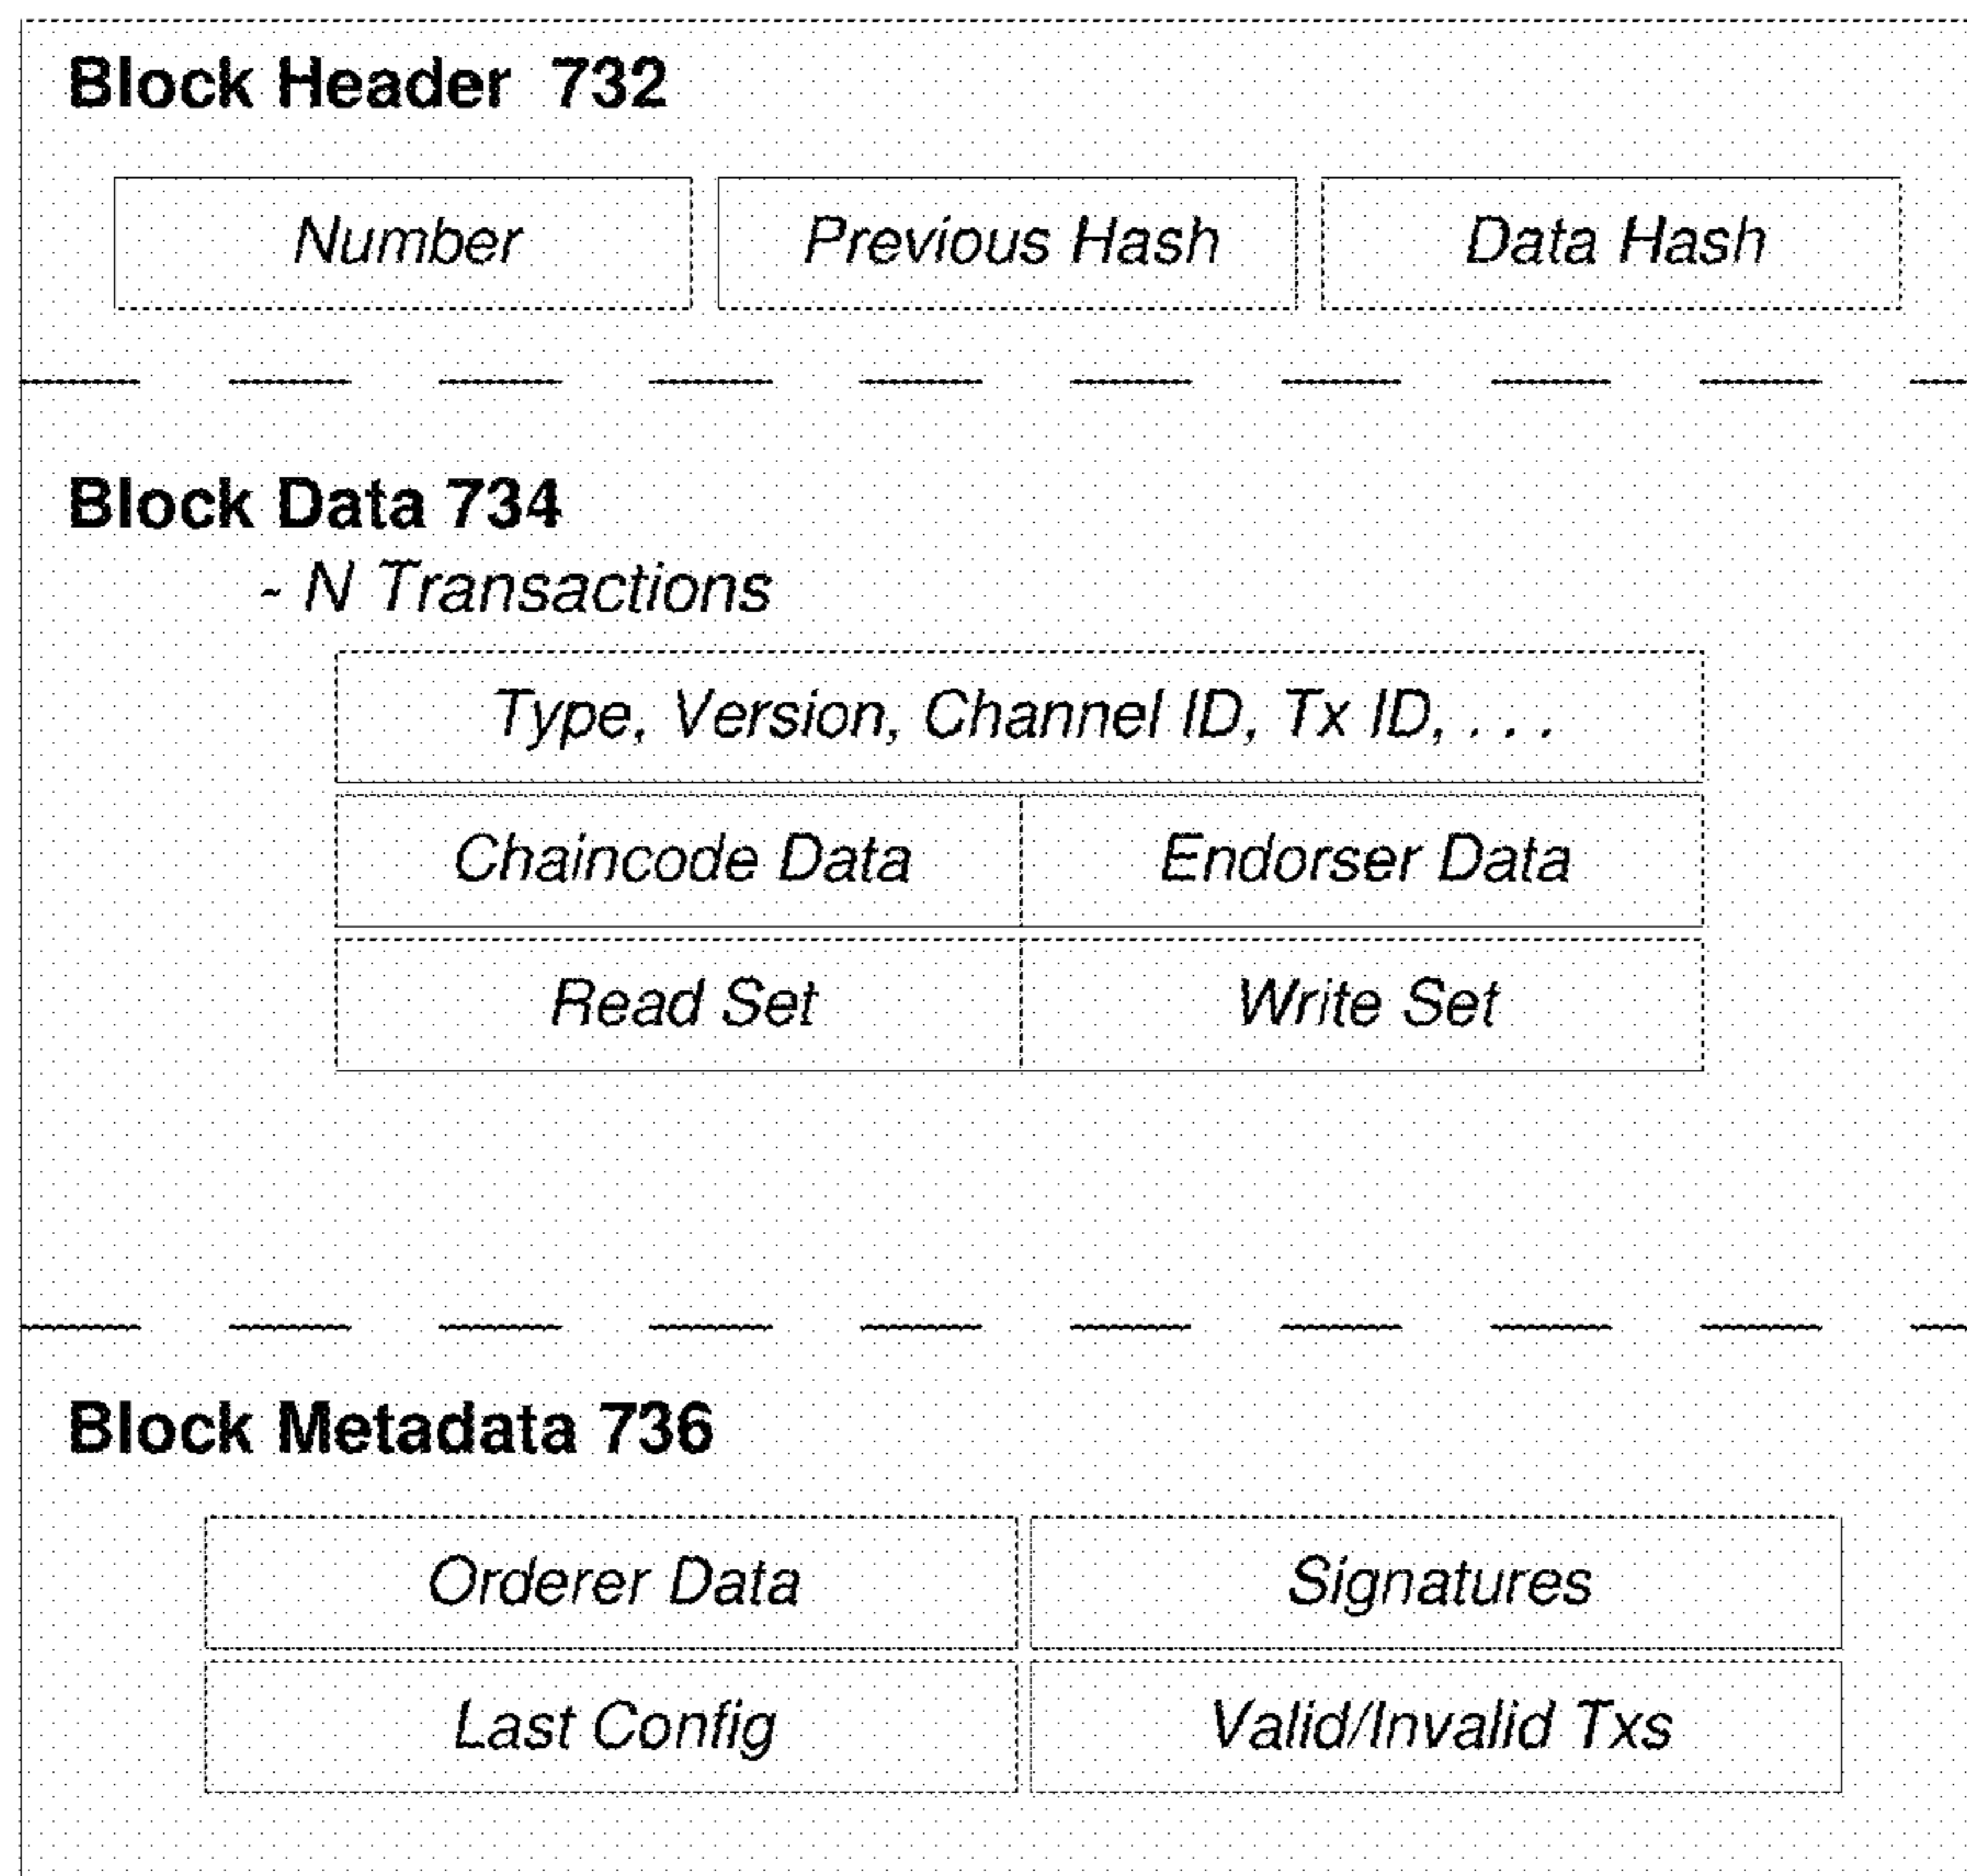 Block Header 732
Number Previous Hash Data Hash
Block Data 734
- N Transactions
Type, Version, Channel ID, Tx ID, . . .
Chaincode Data Endorser Data
Read Set Write Set
Block Metadata 736
Orderer Data Signatures
Last Config Valid/Invalid Txs